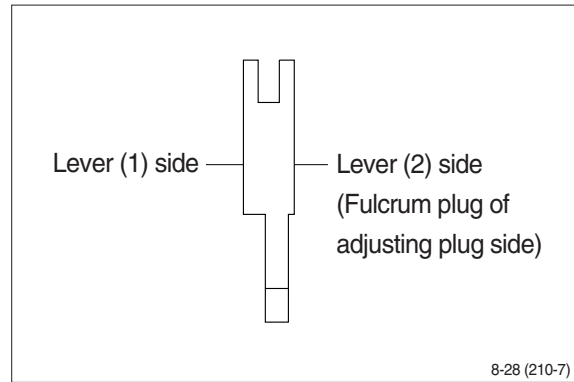 Lever (1) side
Lever (2) side
(Fulcrum plug of
adjusting plug side)
8-28 (210-7)